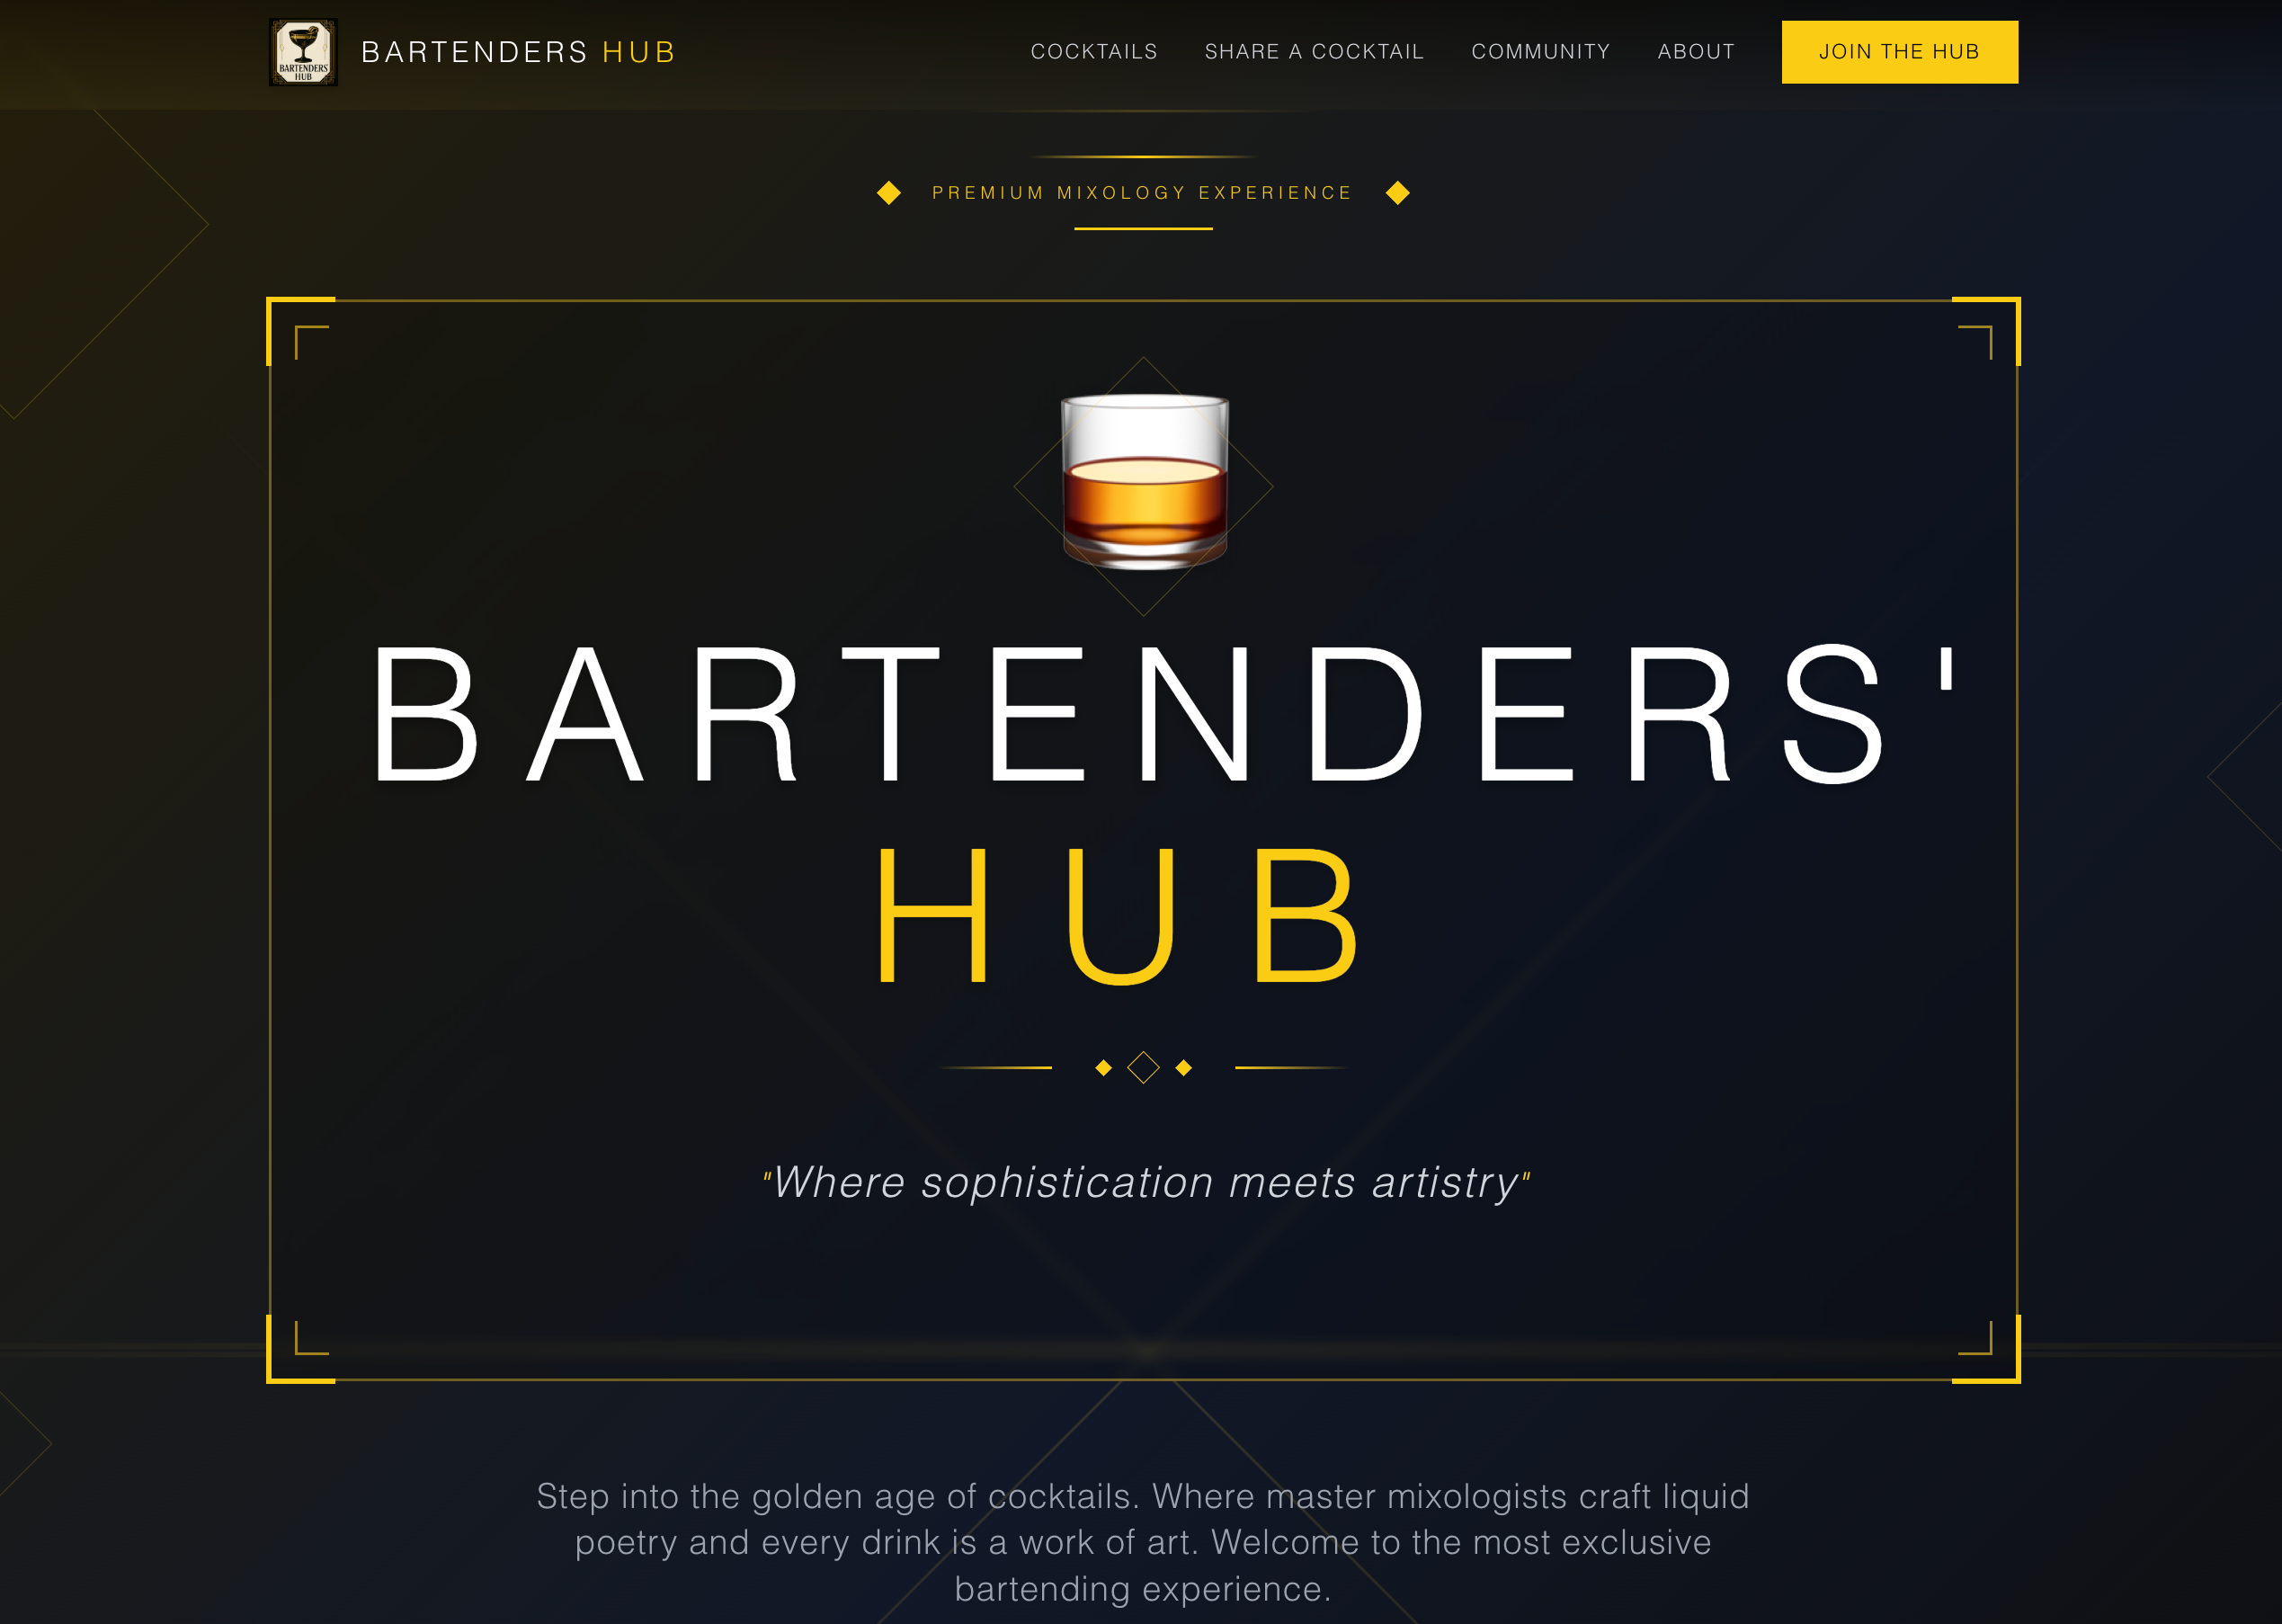 BARTENDERS HUB
BARTENDERS HUB
COCKTAILS
SHARE A COCKTAIL
COMMUNITY
ABOUT
JOIN THE HUB
PREMIUM MIXOLOGY EXPERIENCE
BARTENDERS'
HUB
"Where sophistication meets artistry"
Step into the golden age of cocktails. Where master mixologists craft liquid
poetry and every drink is a work of art. Welcome to the most exclusive
bartending experience.